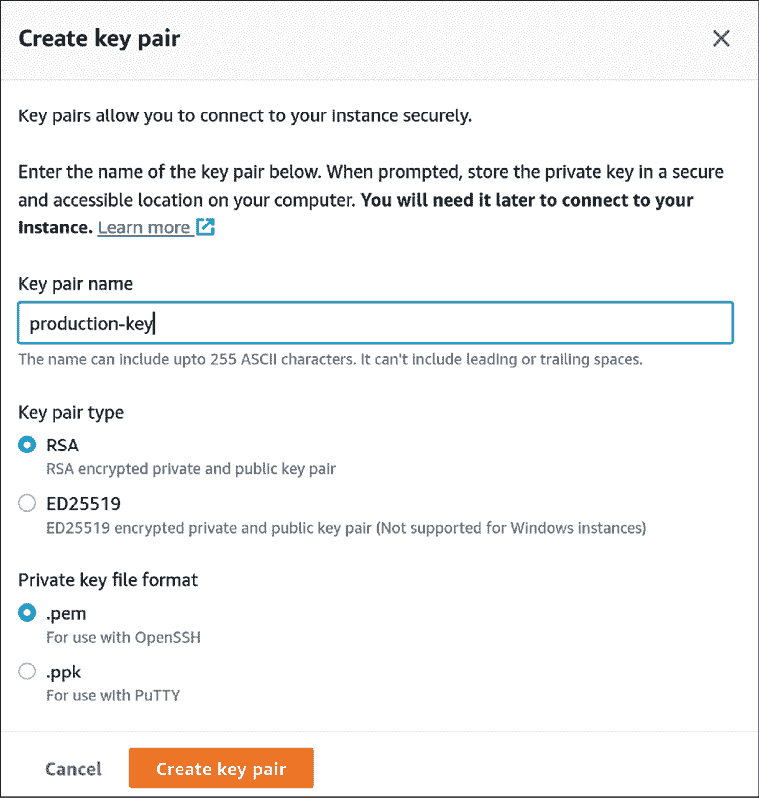 Create key pair
Key pairs allow you to connect to your instance securely.
Enter the name of the key pair below. When prompted, store the private key in a secure
and accessible location on your computer. You will need it later to connect to your
instance. Learn more
Key pair name
production-key
The name can include upto 255 ASCII characters. It can't include leading or trailing spaces.
Key pair type
RSA
RSA encrypted private and public key pair
ED25519
ED25519 encrypted private and public key pair (Not supported for Windows instances)
Private key file format
.pem
For use with OpenSSH
.ppk
For use with PuTTY
Cancel Create key pair